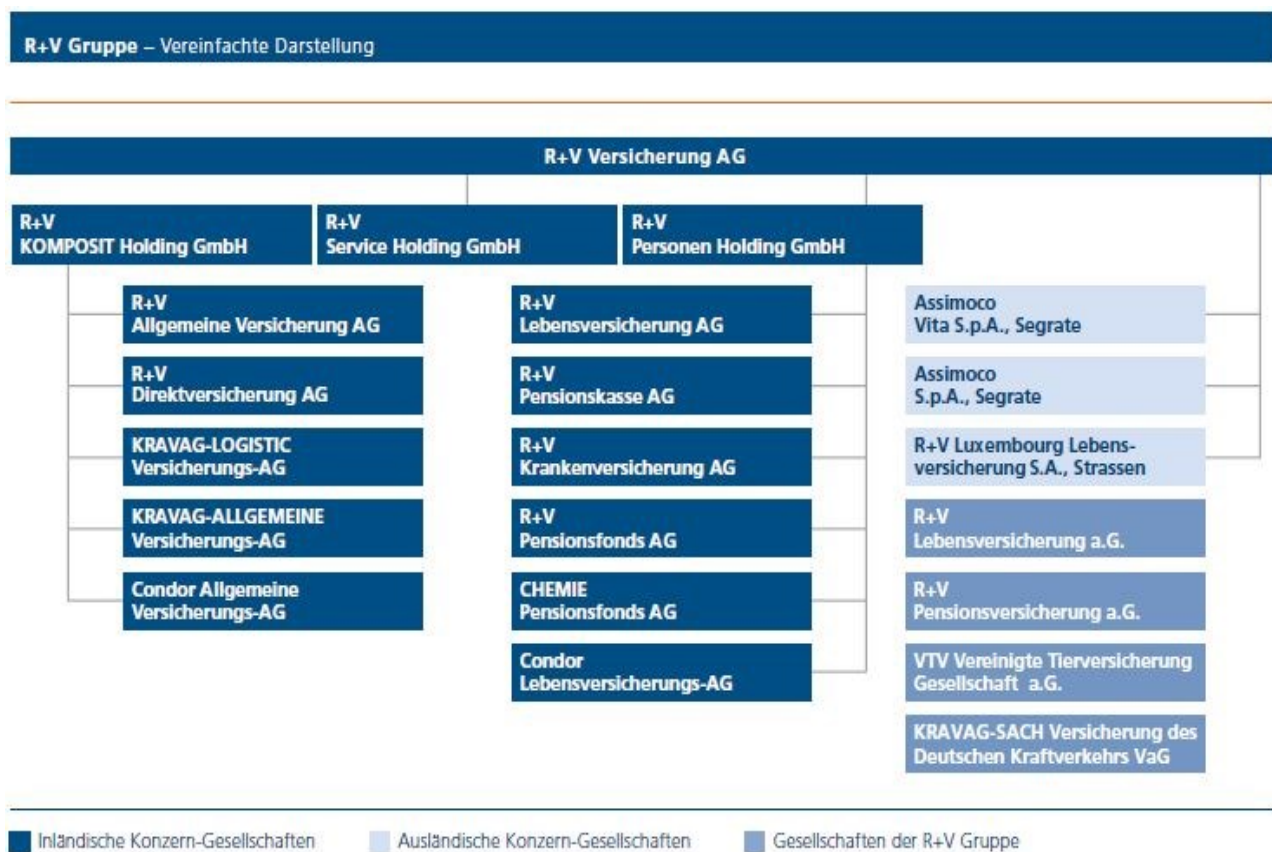 R+V Gruppe – Vereinfachte Darstellung
R+V Versicherung AG
R+V
KOMPOSIT Holding GmbH
R+V
Service Holding GmbH
R+V
Personen Holding GmbH
R+V
Allgemeine Versicherung AG
R+V
Direktversicherung AG
KRAVAG-LOGISTIC
Versicherungs-AG
KRAVAG-ALLGEMEINE
Versicherungs-AG
Condor Allgemeine
Versicherungs-AG
R+V
Lebensversicherung AG
R+V
Pensionskasse AG
R+V
Krankenversicherung AG
R+V
Pensionsfonds AG
CHEMIE
Pensionsfonds AG
Condor
Lebensversicherungs-AG
Assimoco
Vita S.p.A., Segrate
Assimoco
S.p.A., Segrate
R+V Luxembourg Lebens-
versicherung S.A., Strassen
R+V
Lebensversicherung a.G.
R+V
Pensionsversicherung a.G.
VTV Vereinigte Tierversicherung
Gesellschaft a.G.
KRAVAG-SACH Versicherung des
Deutschen Kraftverkehrs VaG
Inländische Konzern-Gesellschaften
Ausländische Konzern-Gesellschaften
Gesellschaften der R+V Gruppe